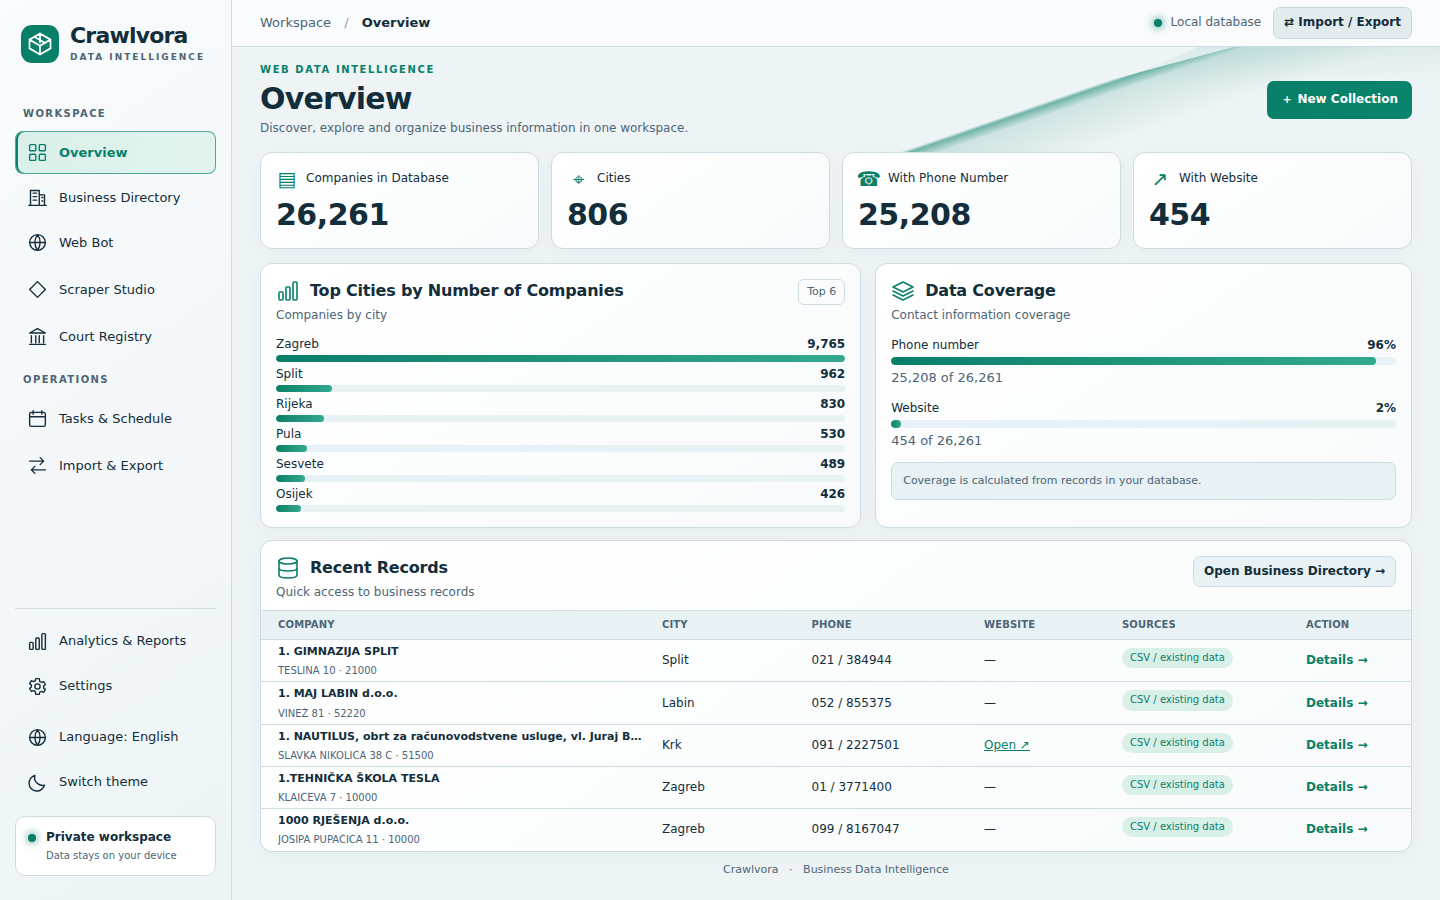 Crawlvora
DATA INTELLIGENCE
WORKSPACE
Overview
Business Directory
Web Bot
Scraper Studio
Court Registry
OPERATIONS
Tasks & Schedule
Import & Export
Analytics & Reports
Settings
Language: English
Switch theme
Private workspace
Data stays on your device
Workspace / Overview
Local database
⇄ Import / Export
WEB DATA INTELLIGENCE
Overview
Discover, explore and organize business information in one workspace.
+ New Collection
Companies in Database
26,261
Cities
806
With Phone Number
25,208
With Website
454
Top Cities by Number of Companies
Top 6
Companies by city
Zagreb 9,765
Split 962
Rijeka 830
Pula 530
Sesvete 489
Osijek 426
Data Coverage
Contact information coverage
Phone number 96%
25,208 of 26,261
Website 2%
454 of 26,261
Coverage is calculated from records in your database.
Recent Records
Quick access to business records
Open Business Directory →
COMPANY CITY PHONE WEBSITE SOURCES ACTION
1. GIMNAZIJA SPLIT
TESLINA 10 · 21000
Split 021 / 384944 — CSV / existing data Details →
1. MAJ LABIN d.o.o.
VINEŽ 81 · 52220
Labin 052 / 855375 — CSV / existing data Details →
1. NAUTILUS, obrt za računovodstvene usluge, vl. Juraj B…
SLAVKA NIKOLIĆA 38 C · 51500
Krk 091 / 2227501 Open ↗ CSV / existing data Details →
1.TEHNIČKA ŠKOLA TESLA
KLAIĆEVA 7 · 10000
Zagreb 01 / 3771400 — CSV / existing data Details →
1000 RJEŠENJA d.o.o.
JOSIPA PUPAČIĆA 11 · 10000
Zagreb 099 / 8167047 — CSV / existing data Details →
Crawlvora · Business Data Intelligence